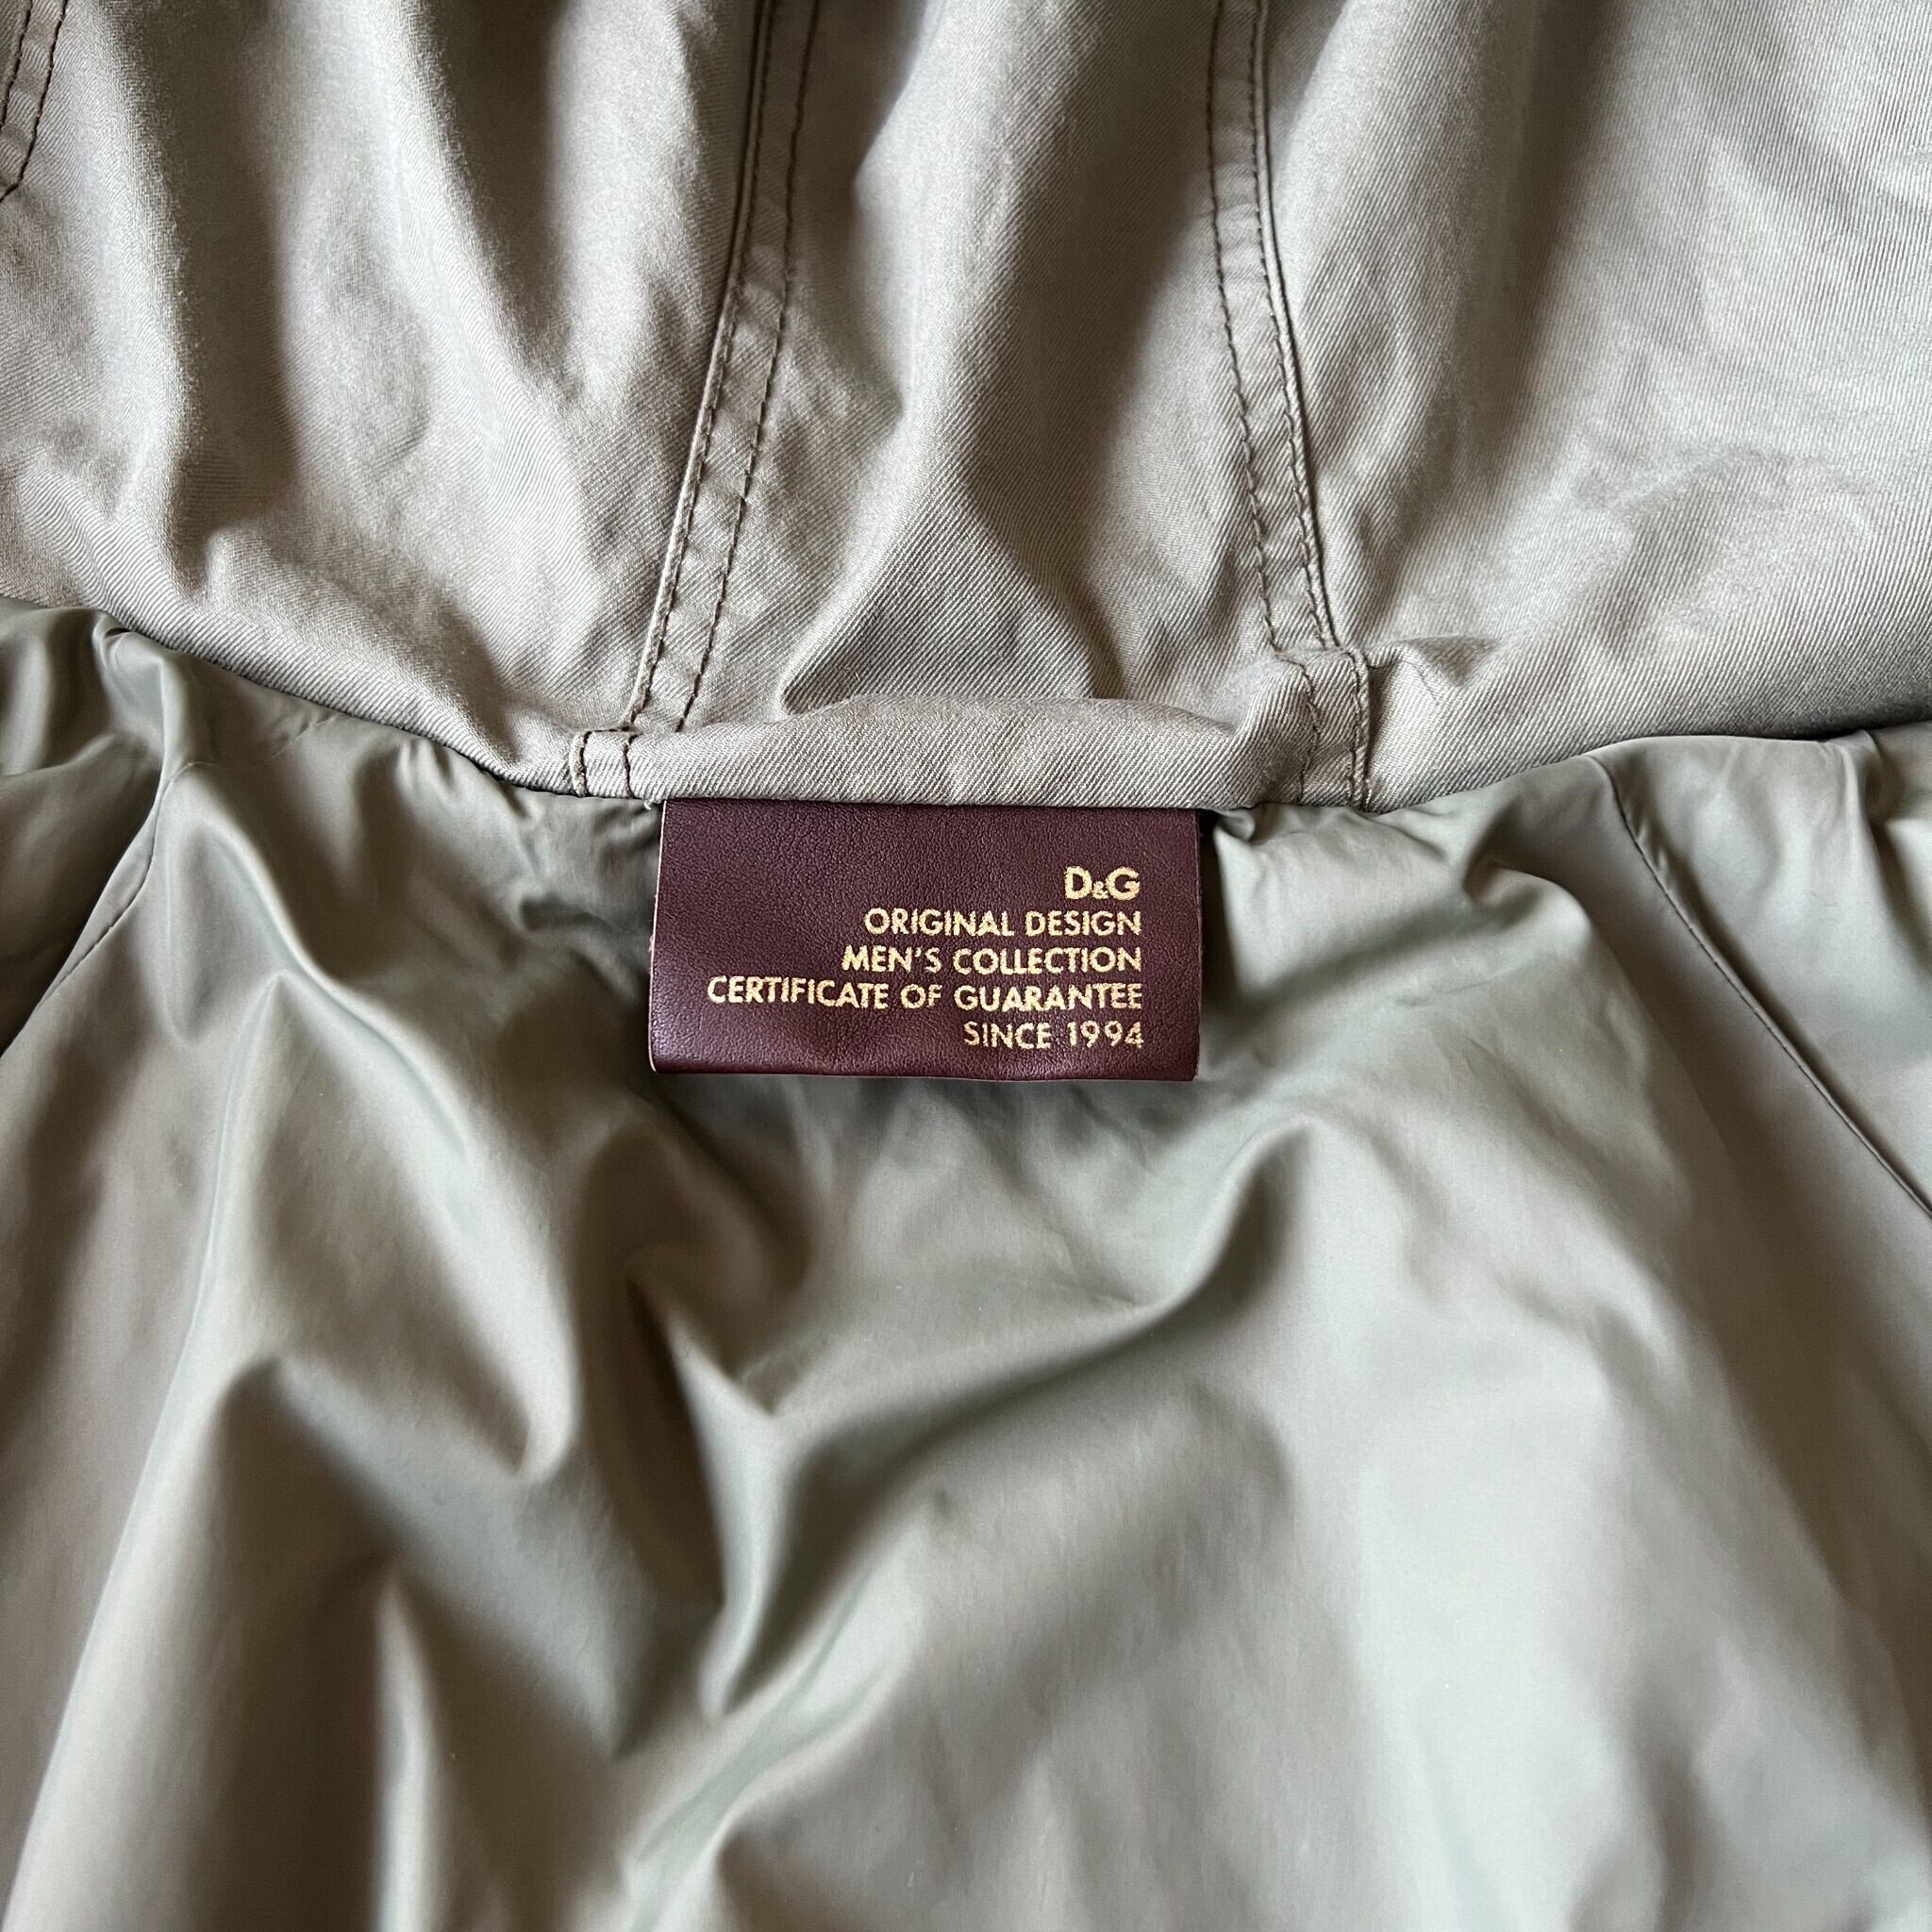 D&G
ORIGINAL DESIGN
MEN'S COLLECTION
CERTIFICATE OF GUARANTEE
SINCE 1994